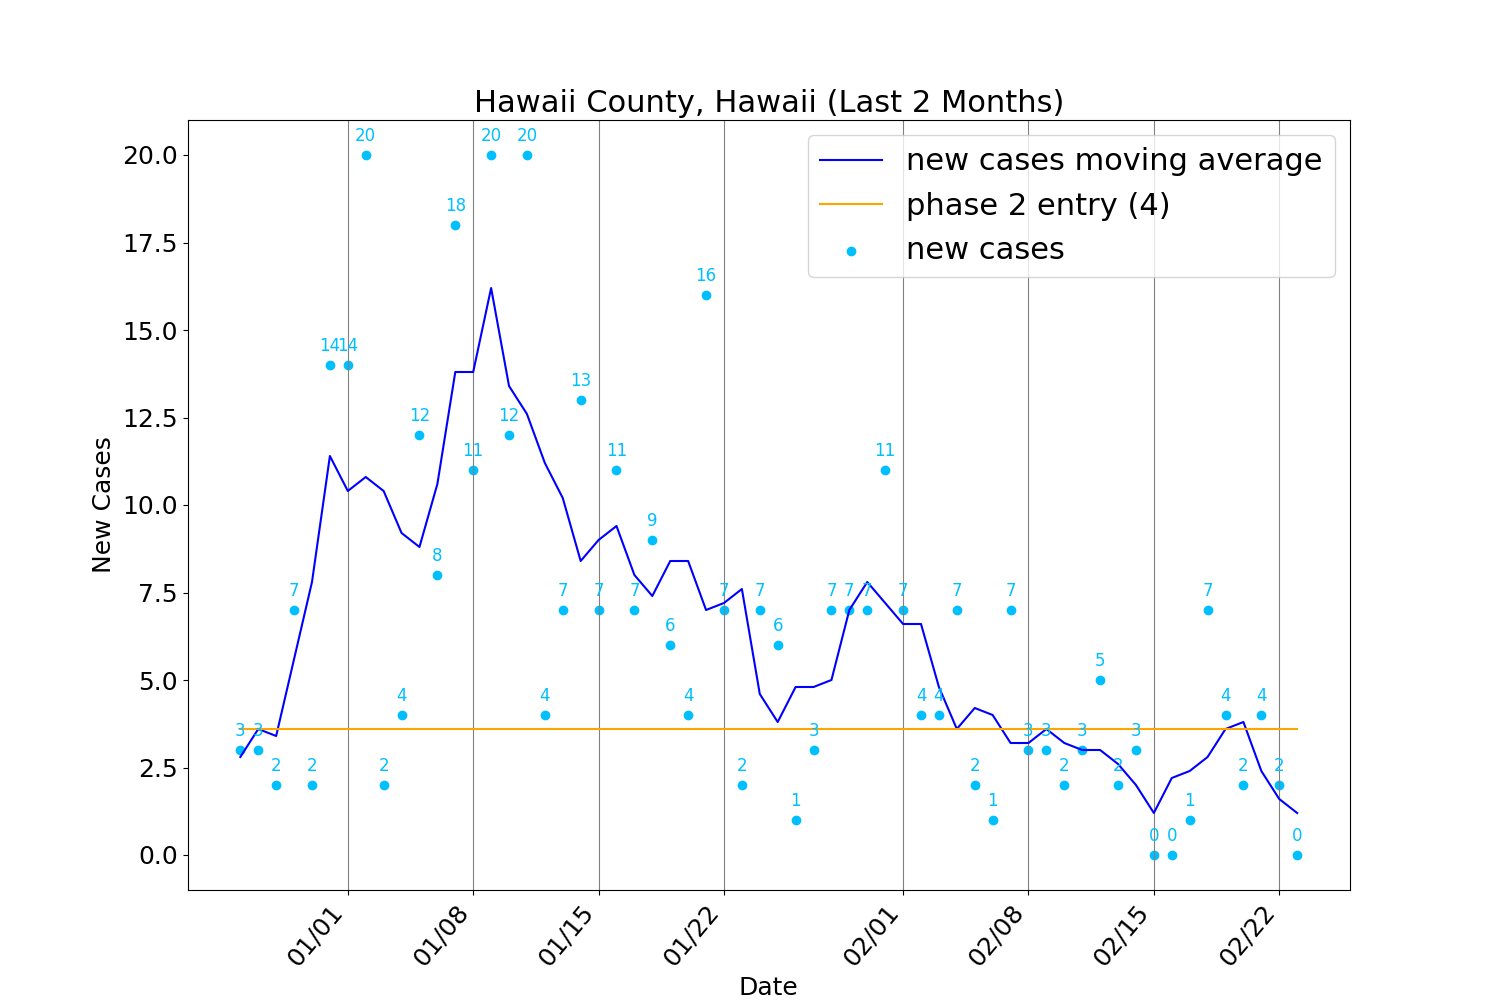 Hawaii County, Hawaii (Last 2 Months)
new cases moving average
phase 2 entry (4)
new cases
New Cases
20.0
17.5
15.0
12.5
10.0
7.5
5.0
2.5
0.0
3 3 2 7 2 14 14 20 2 4 12 8 18 11 20 12 20 4 7 13 7 11 7 9 6 4 16 7 2 7 6 1 3 7 7 7 11 7 4 4 7 2 1 7 3 3 2 3 5 2 3 0 0 1 7 4 2 4 2 0
01/01 01/08 01/15 01/22 02/01 02/08 02/15 02/22
Date